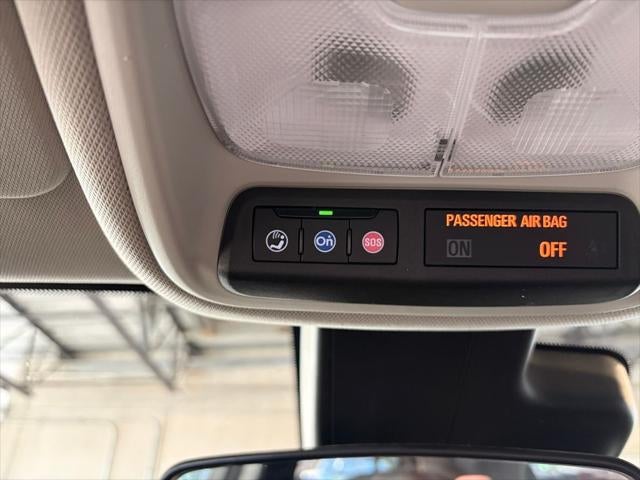 PASSENGER AIR BAG
ON OFF
On SOS